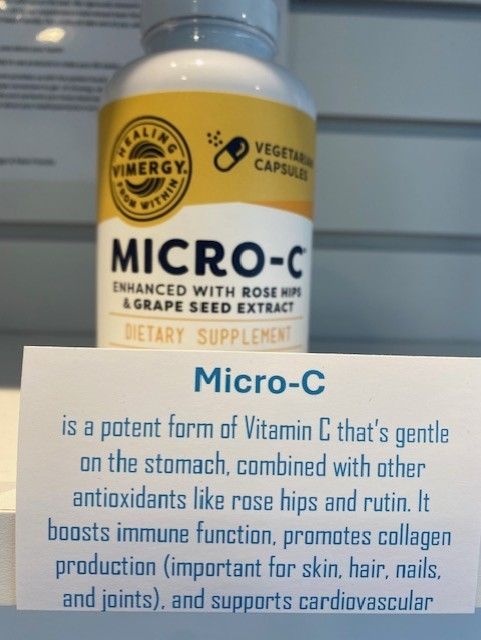 HEALING
VIMERGY
FROM WITHIN
VEGETARIAN
CAPSULES
MICRO-C
ENHANCED WITH ROSE HIPS
& GRAPE SEED EXTRACT
DIETARY SUPPLEMENT
Micro-C
is a potent form of Vitamin C that's gentle
on the stomach, combined with other
antioxidants like rose hips and rutin. It
boosts immune function, promotes collagen
production (important for skin, hair, nails,
and joints), and supports cardiovascular